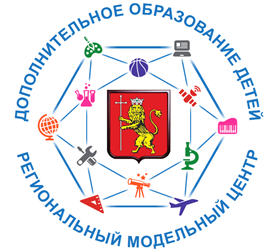 ДОПОЛНИТЕЛЬНОЕ ОБРАЗОВАНИЕ ДЕТЕЙ
РЕГИОНАЛЬНЫЙ МОДЕЛЬНЫЙ ЦЕНТР